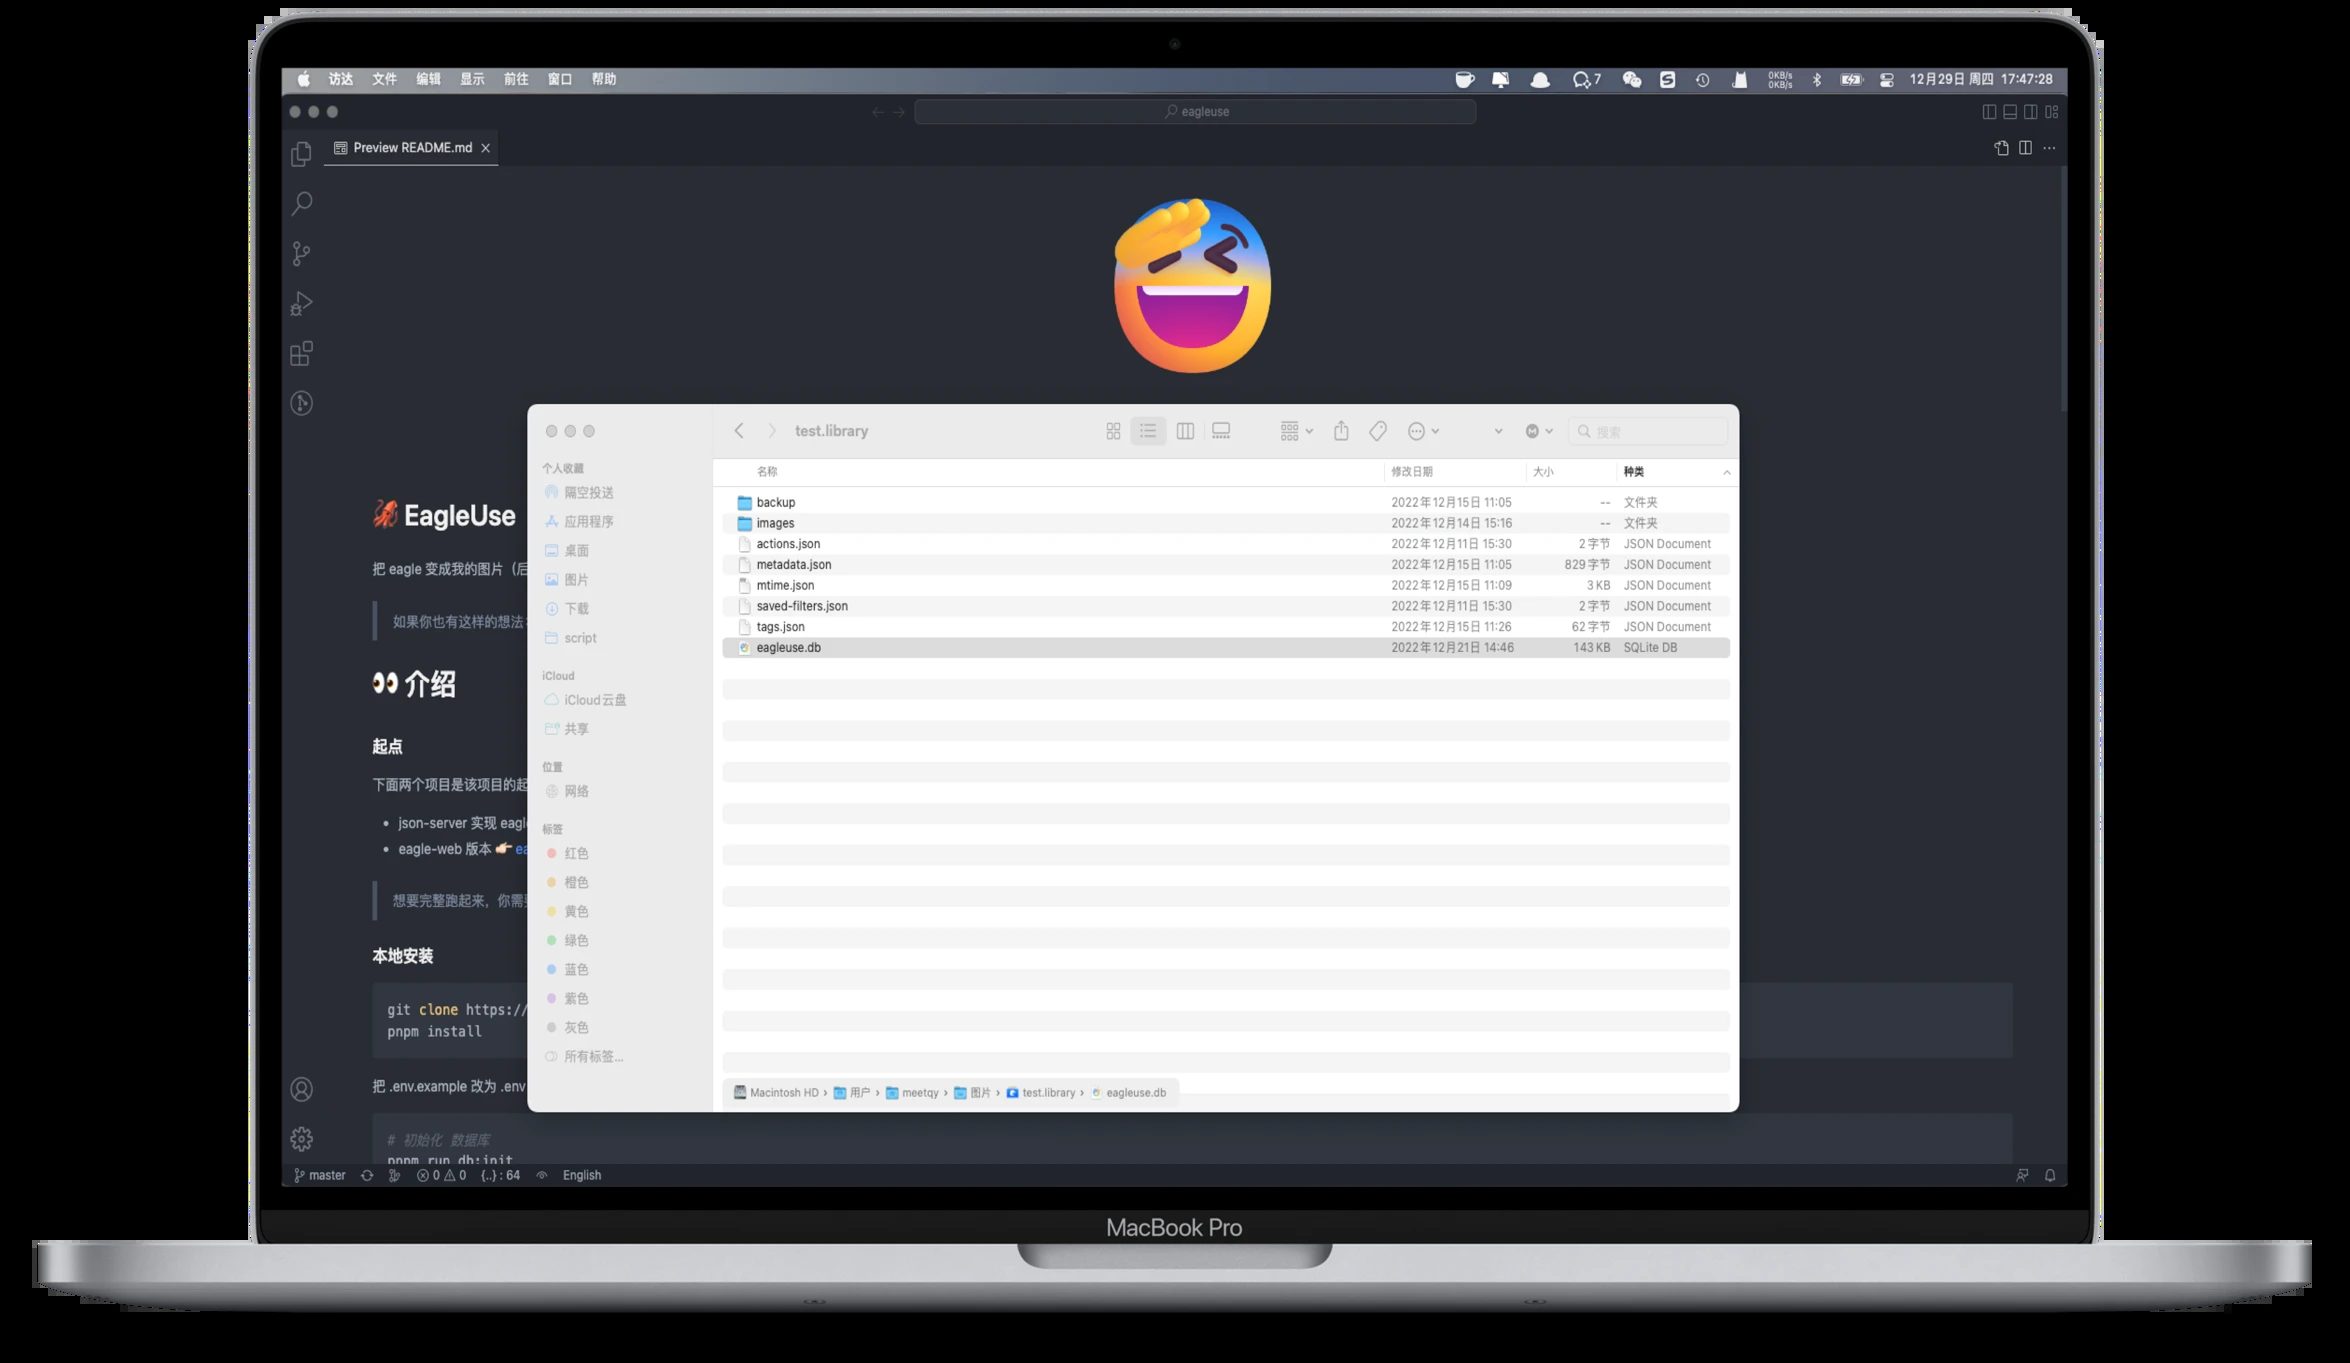 访达 文件 编辑 显示 前往 窗口 帮助
7
0KB/s
0KB/s
12月29日 周四 17:47:28
eagleuse
Preview README.md
EagleUse
把 eagle 变成我的图片（后
如果你也有这样的想法
介绍
起点
下面两个项目是该项目的起
json-server 实现 eagl
eagle-web 版本 ea
想要完整跑起来，你需
本地安装
git clone https://
pnpm install
把 .env.example 改为 .env
# 初始化 数据库
pnpm run db:init
master 0 0 {..} : 64 English
test.library
搜索
个人收藏
隔空投送
应用程序
桌面
图片
下载
script
iCloud
iCloud 云盘
共享
位置
网络
标签
红色
橙色
黄色
绿色
蓝色
紫色
灰色
所有标签...
名称 修改日期 大小 种类
backup 2022年12月15日 11:05 -- 文件夹
images 2022年12月14日 15:16 -- 文件夹
actions.json 2022年12月11日 15:30 2 字节 JSON Document
metadata.json 2022年12月15日 11:05 829 字节 JSON Document
mtime.json 2022年12月15日 11:09 3 KB JSON Document
saved-filters.json 2022年12月11日 15:30 2 字节 JSON Document
tags.json 2022年12月15日 11:26 62 字节 JSON Document
eagleuse.db 2022年12月21日 14:46 143 KB SQLite DB
Macintosh HD › 用户 › meetqy › 图片 › test.library › eagleuse.db
MacBook Pro